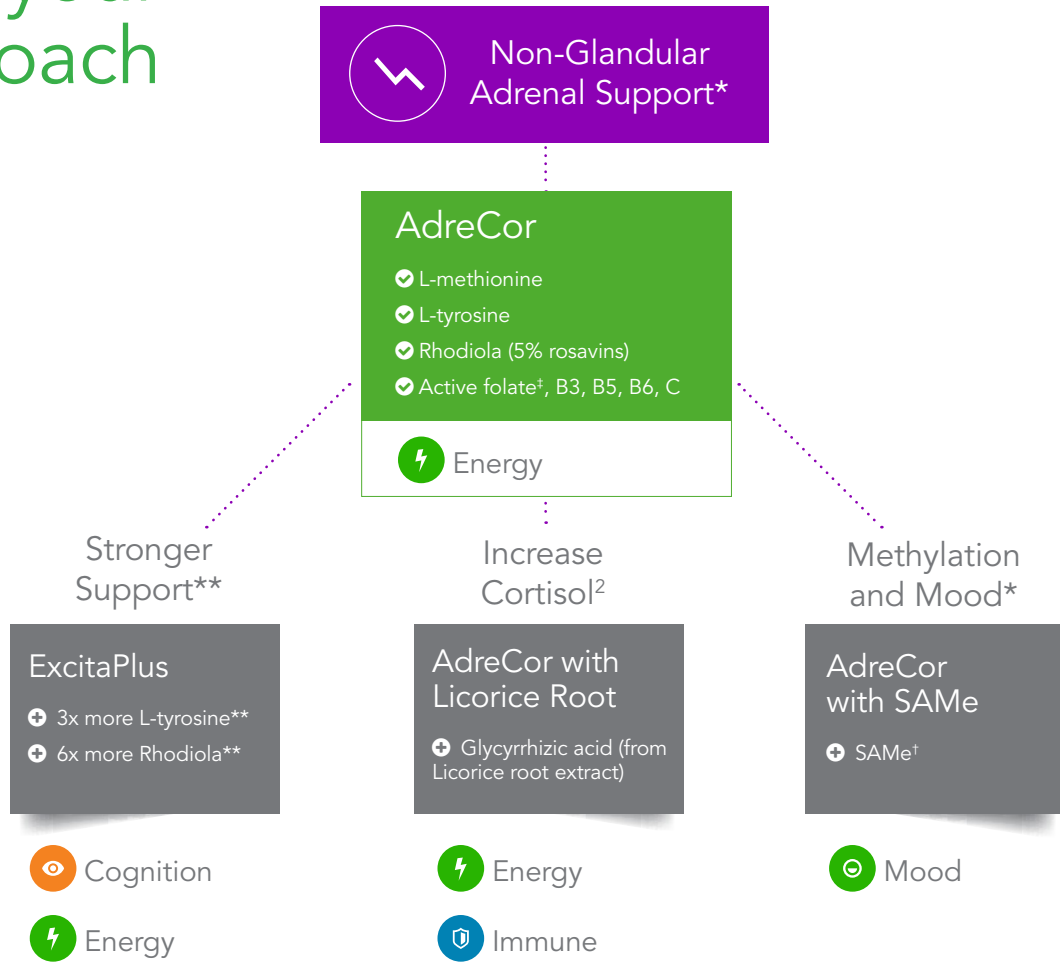 Non-Glandular
Adrenal Support*
AdreCor
L-methionine
L-tyrosine
Rhodiola (5% rosavins)
Active folate‡, B3, B5, B6, C
Energy
Stronger
Support**
ExcitaPlus
3x more L-tyrosine**
6x more Rhodiola**
Cognition
Energy
Increase
Cortisol²
AdreCor with
Licorice Root
Glycyrrhizic acid (from
Licorice root extract)
Energy
Immune
Methylation
and Mood*
AdreCor
with SAMe
SAMe†
Mood